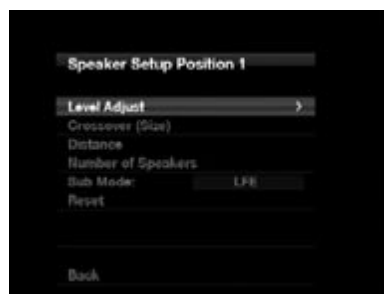 Speaker Setup Position 1
Level Adjust >
Crossover (Size)
Distance
Number of Speakers
Sub Mode: LFE
Reset
Back